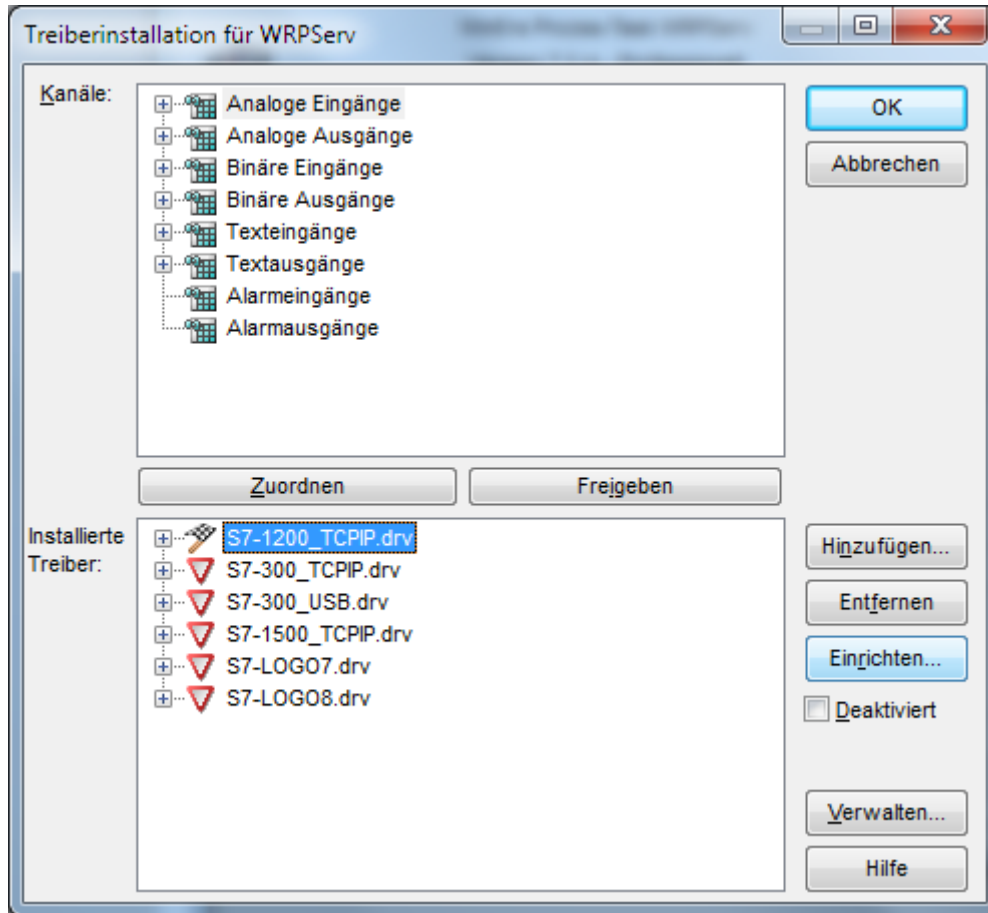 Treiberinstallation für WRPServ
Kanäle:
Analoge Eingänge
Analoge Ausgänge
Binäre Eingänge
Binäre Ausgänge
Texteingänge
Textausgänge
Alarmeingänge
Alarmausgänge
OK
Abbrechen
Zuordnen
Freigeben
Installierte
Treiber:
S7-1200_TCPIP.drv
S7-300_TCPIP.drv
S7-300_USB.drv
S7-1500_TCPIP.drv
S7-LOGO7.drv
S7-LOGO8.drv
Hinzufügen...
Entfernen
Einrichten...
Deaktiviert
Verwalten...
Hilfe